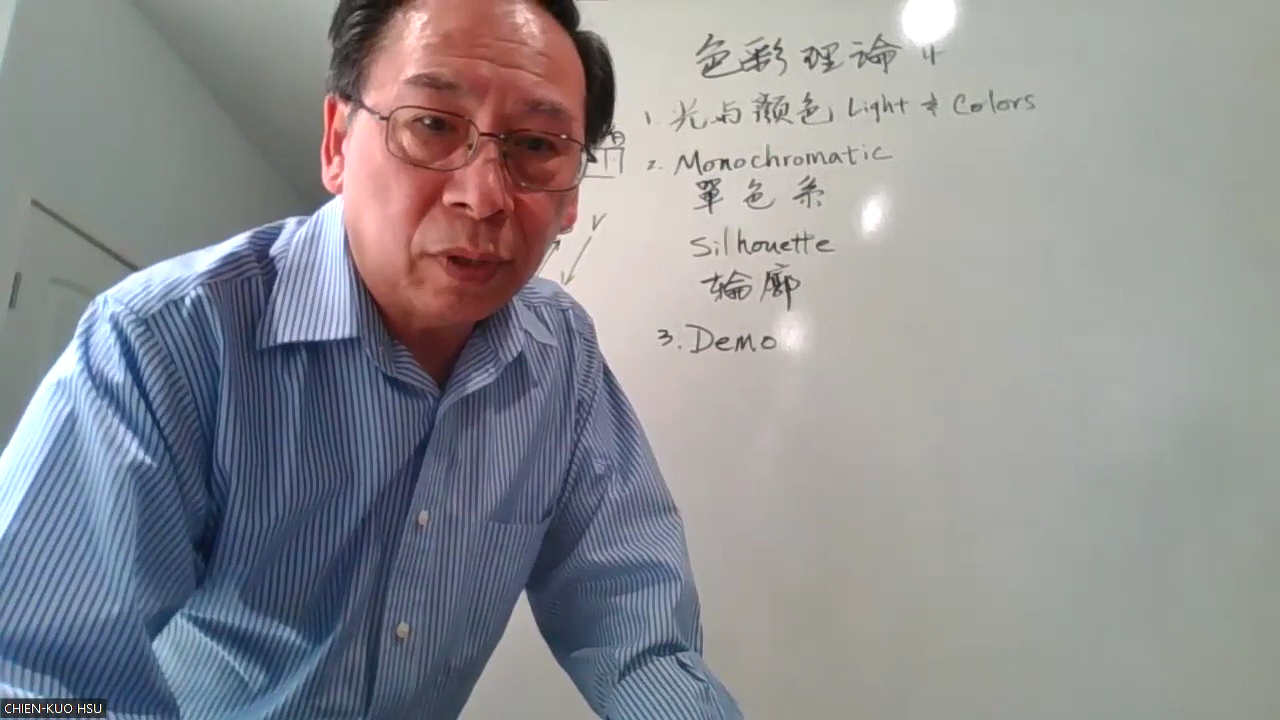 色彩理論 4
1. 光与顏色 Light & Colors
2. Monochromatic
單色系
Silhouette
輪廓
3. Demo
CHIEN-KUO HSU